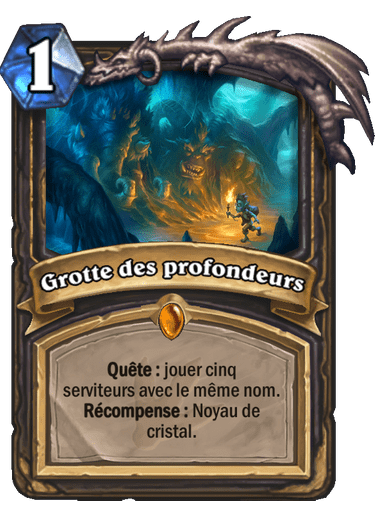 1
Grotte des profondeurs
Quête : jouer cinq
serviteurs avec le même nom.
Récompense : Noyau de
cristal.